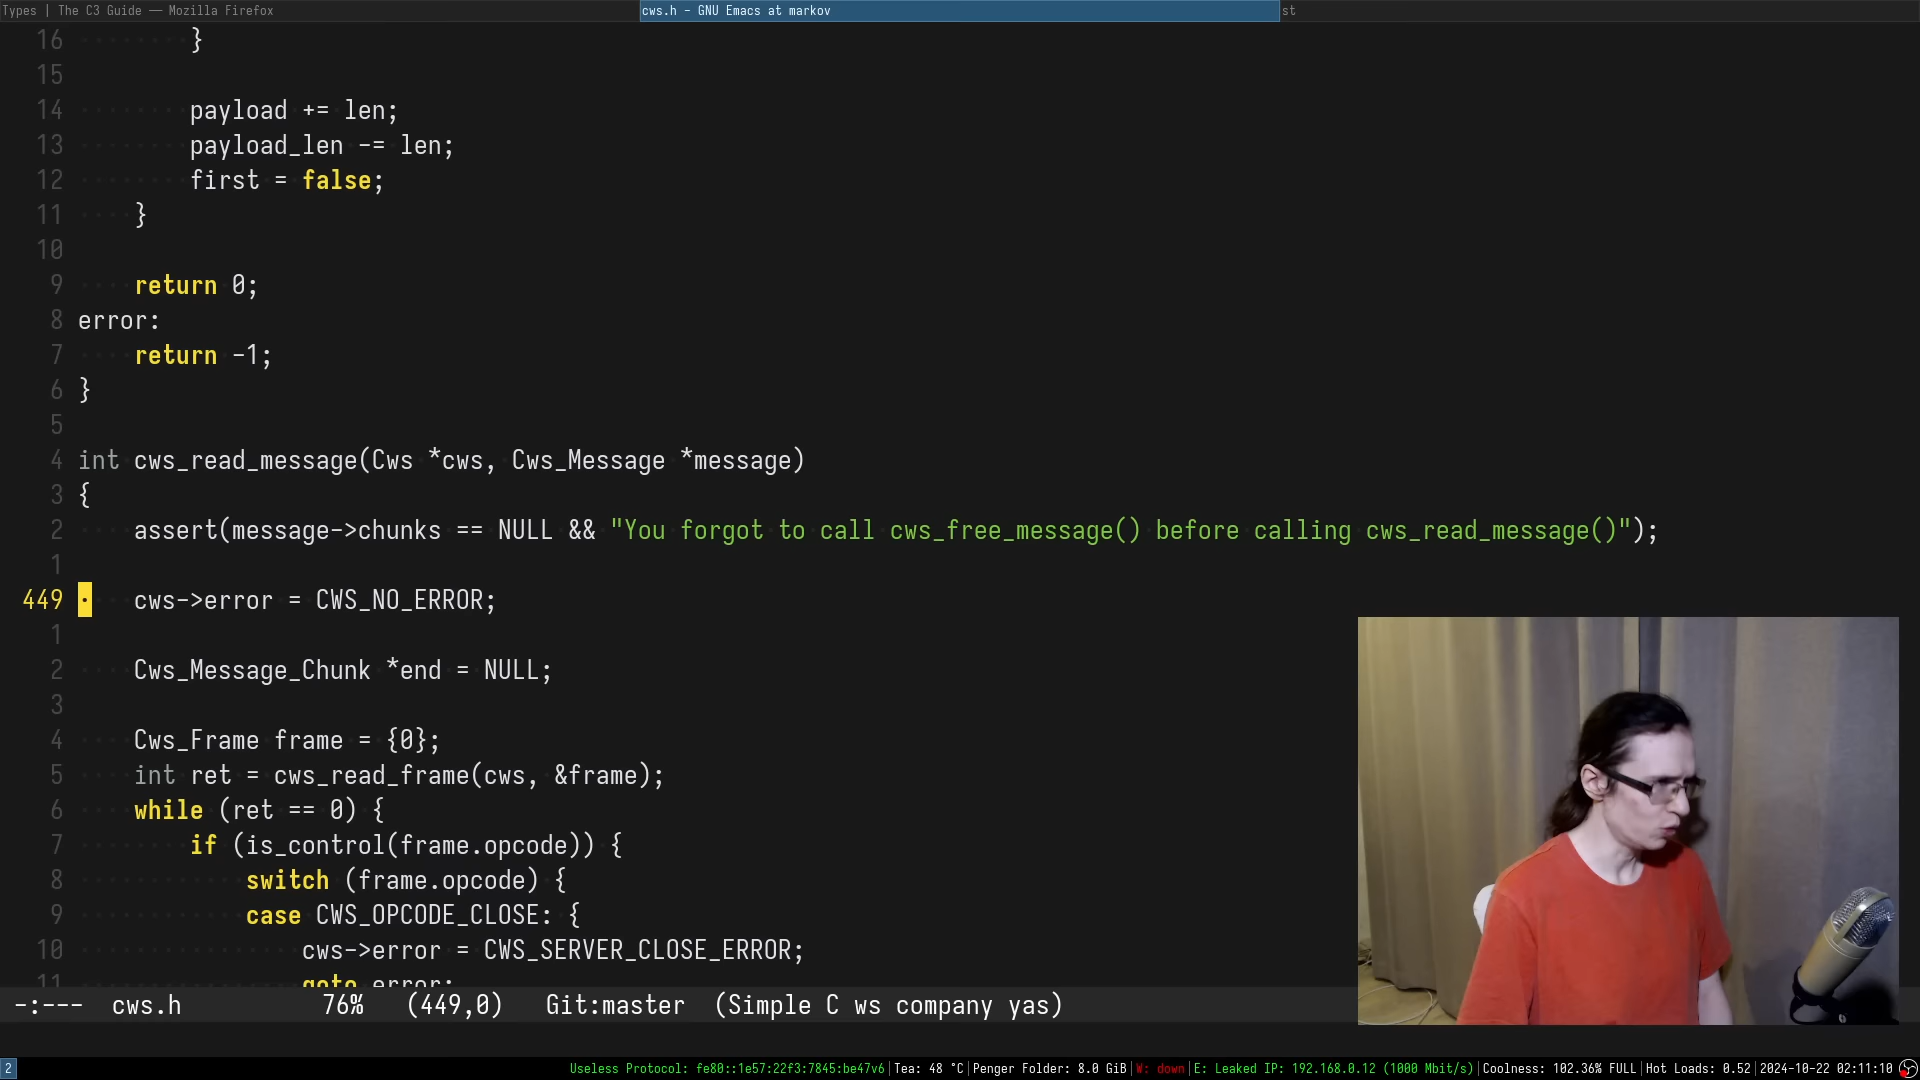 Types | The C3 Guide — Mozilla Firefox
cws.h - GNU Emacs at markov
st
16 }
15
14 payload += len;
13 payload_len -= len;
12 first = false;
11 }
10
9 return 0;
8 error:
7 return -1;
6 }
5
4 int cws_read_message(Cws *cws, Cws_Message *message)
3 {
2 assert(message->chunks == NULL && "You forgot to call cws_free_message() before calling cws_read_message()");
1
449 cws->error = CWS_NO_ERROR;
1
2 Cws_Message_Chunk *end = NULL;
3
4 Cws_Frame frame = {0};
5 int ret = cws_read_frame(cws, &frame);
6 while (ret == 0) {
7 if (is_control(frame.opcode)) {
8 switch (frame.opcode) {
9 case CWS_OPCODE_CLOSE: {
10 cws->error = CWS_SERVER_CLOSE_ERROR;
11 goto error;
-:--- cws.h 76% (449,0) Git:master (Simple C ws company yas)
2 Useless Protocol: fe80::1e57:22f3:7845:be47v6|Tea: 48 °C|Penger Folder: 8.0 GiB|W: down|E: Leaked IP: 192.168.0.12 (1000 Mbit/s)|Coolness: 102.36% FULL|Hot Loads: 0.52|2024-10-22 02:11:10